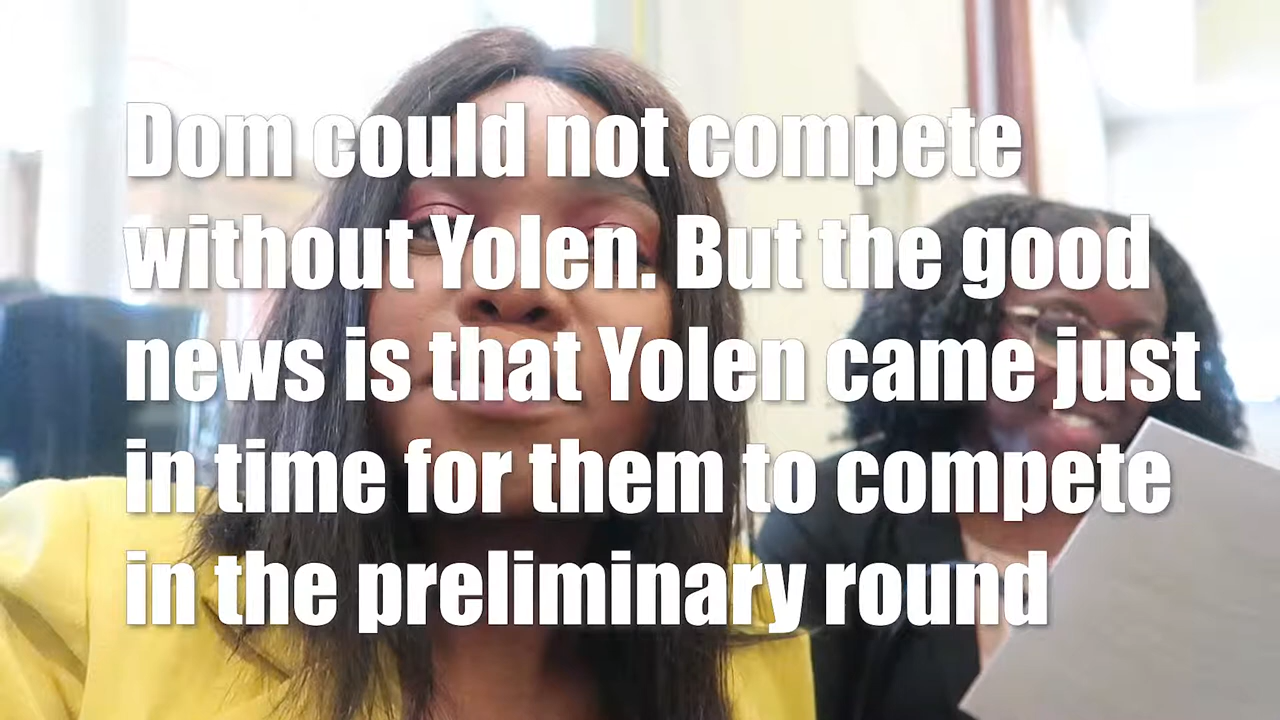 Dom could not compete
without Yolen. But the good
news is that Yolen came just
in time for them to compete
in the preliminary round